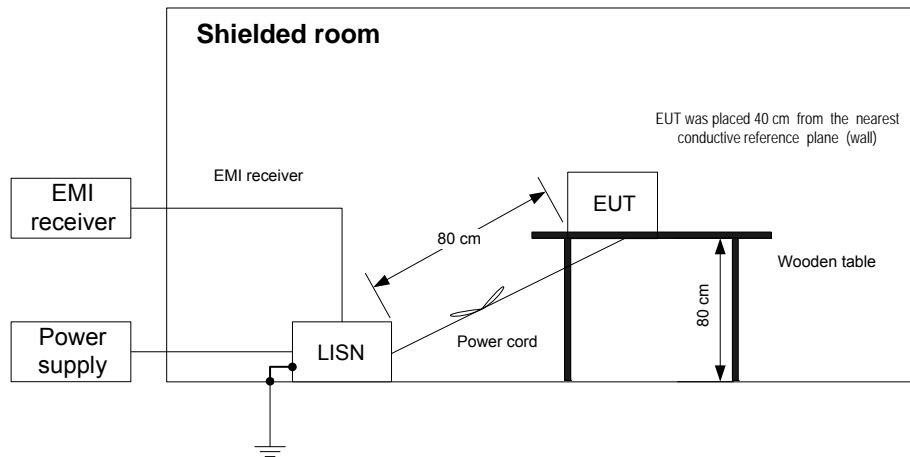 Shielded room
EUT was placed 40 cm from the nearest
conductive reference plane (wall)
EMI receiver
EMI
receiver
EUT
80 cm
Wooden table
80 cm
Power
supply
LISN
Power cord